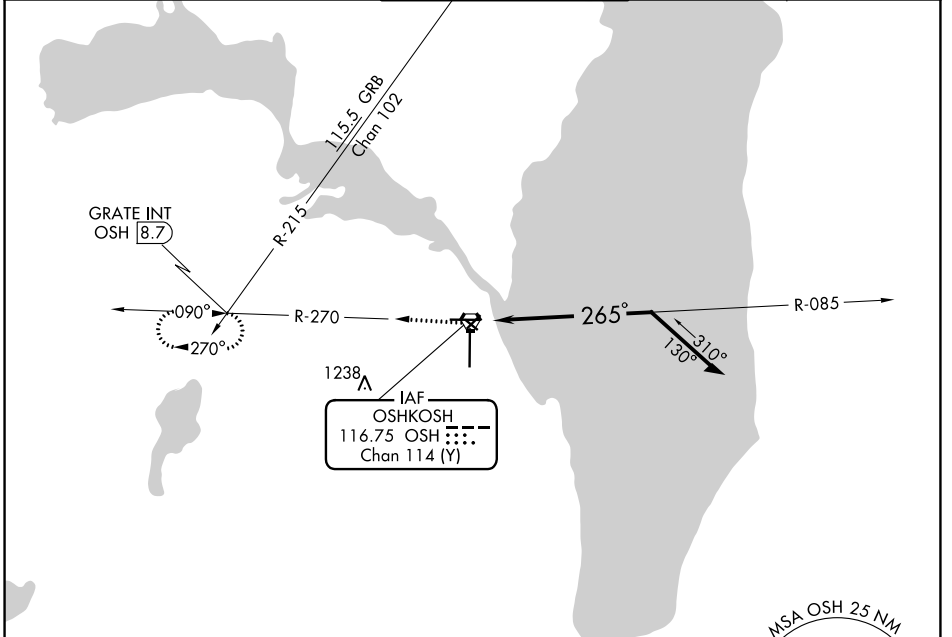 115.5 GRB
Chan 102
R-215
GRATE INT
OSH 8.7
090°
270°
R-270
265°
R-085
310°
130°
1238
IAF
OSHKOSH
116.75 OSH
Chan 114 (Y)
MSA OSH 25 NM